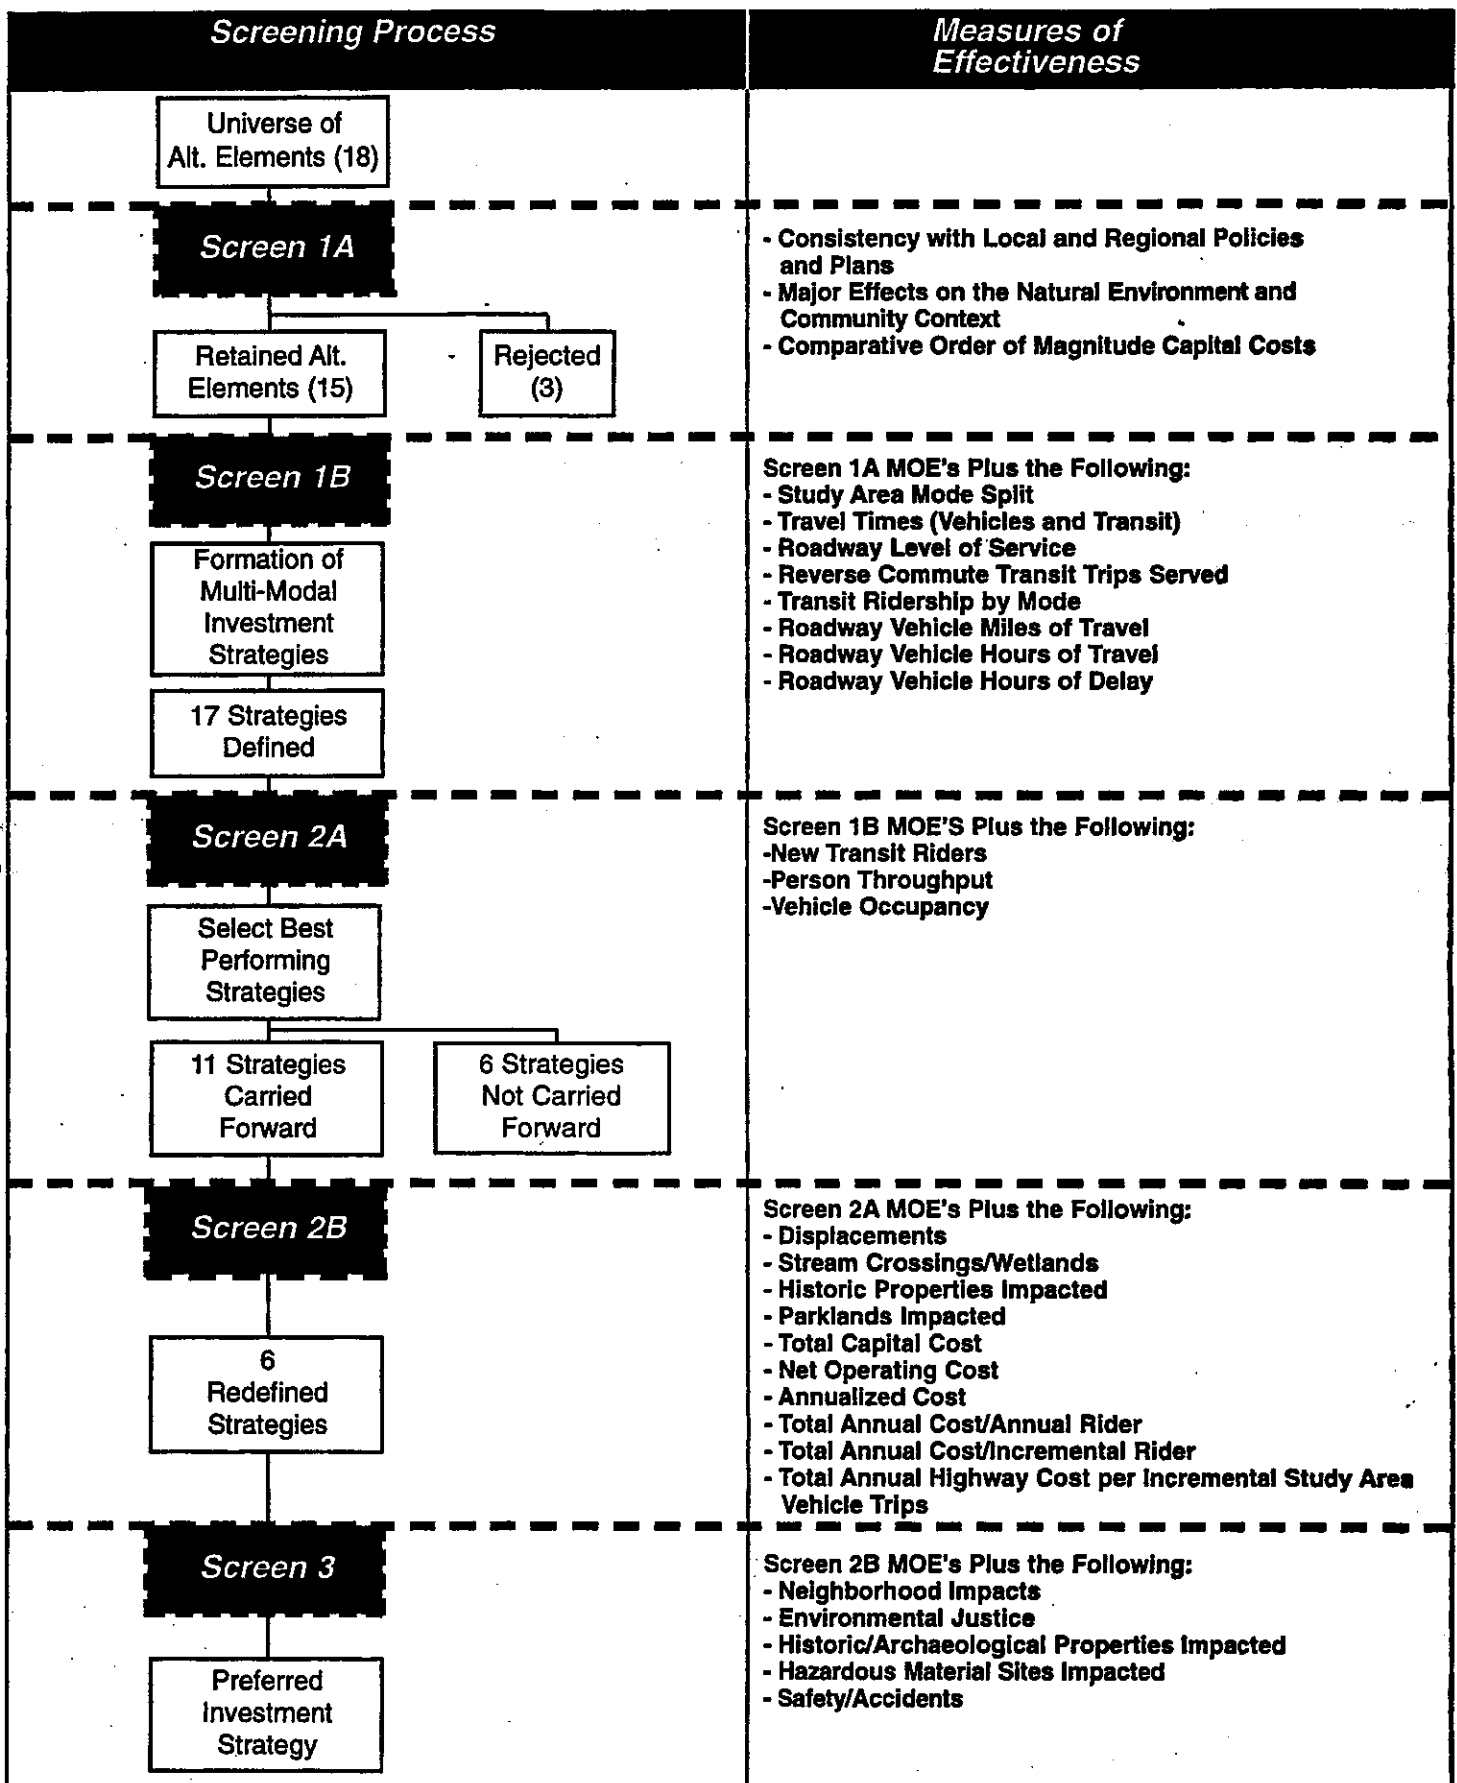 Screening Process
Measures of
Effectiveness
Universe of
Alt. Elements (18)
Screen 1A
- Consistency with Local and Regional Policies
and Plans
- Major Effects on the Natural Environment and
Community Context
- Comparative Order of Magnitude Capital Costs
Retained Alt.
Elements (15)
Rejected
(3)
Screen 1B
Screen 1A MOE's Plus the Following:
- Study Area Mode Split
- Travel Times (Vehicles and Transit)
- Roadway Level of Service
- Reverse Commute Transit Trips Served
- Transit Ridership by Mode
- Roadway Vehicle Miles of Travel
- Roadway Vehicle Hours of Travel
- Roadway Vehicle Hours of Delay
Formation of
Multi-Modal
Investment
Strategies
17 Strategies
Defined
Screen 2A
Screen 1B MOE'S Plus the Following:
-New Transit Riders
-Person Throughput
-Vehicle Occupancy
Select Best
Performing
Strategies
11 Strategies
Carried
Forward
6 Strategies
Not Carried
Forward
Screen 2B
Screen 2A MOE's Plus the Following:
- Displacements
- Stream Crossings/Wetlands
- Historic Properties Impacted
- Parklands Impacted
- Total Capital Cost
- Net Operating Cost
- Annualized Cost
- Total Annual Cost/Annual Rider
- Total Annual Cost/Incremental Rider
- Total Annual Highway Cost per Incremental Study Area
Vehicle Trips
6
Redefined
Strategies
Screen 3
Screen 2B MOE's Plus the Following:
- Neighborhood Impacts
- Environmental Justice
- Historic/Archaeological Properties Impacted
- Hazardous Material Sites Impacted
- Safety/Accidents
Preferred
Investment
Strategy